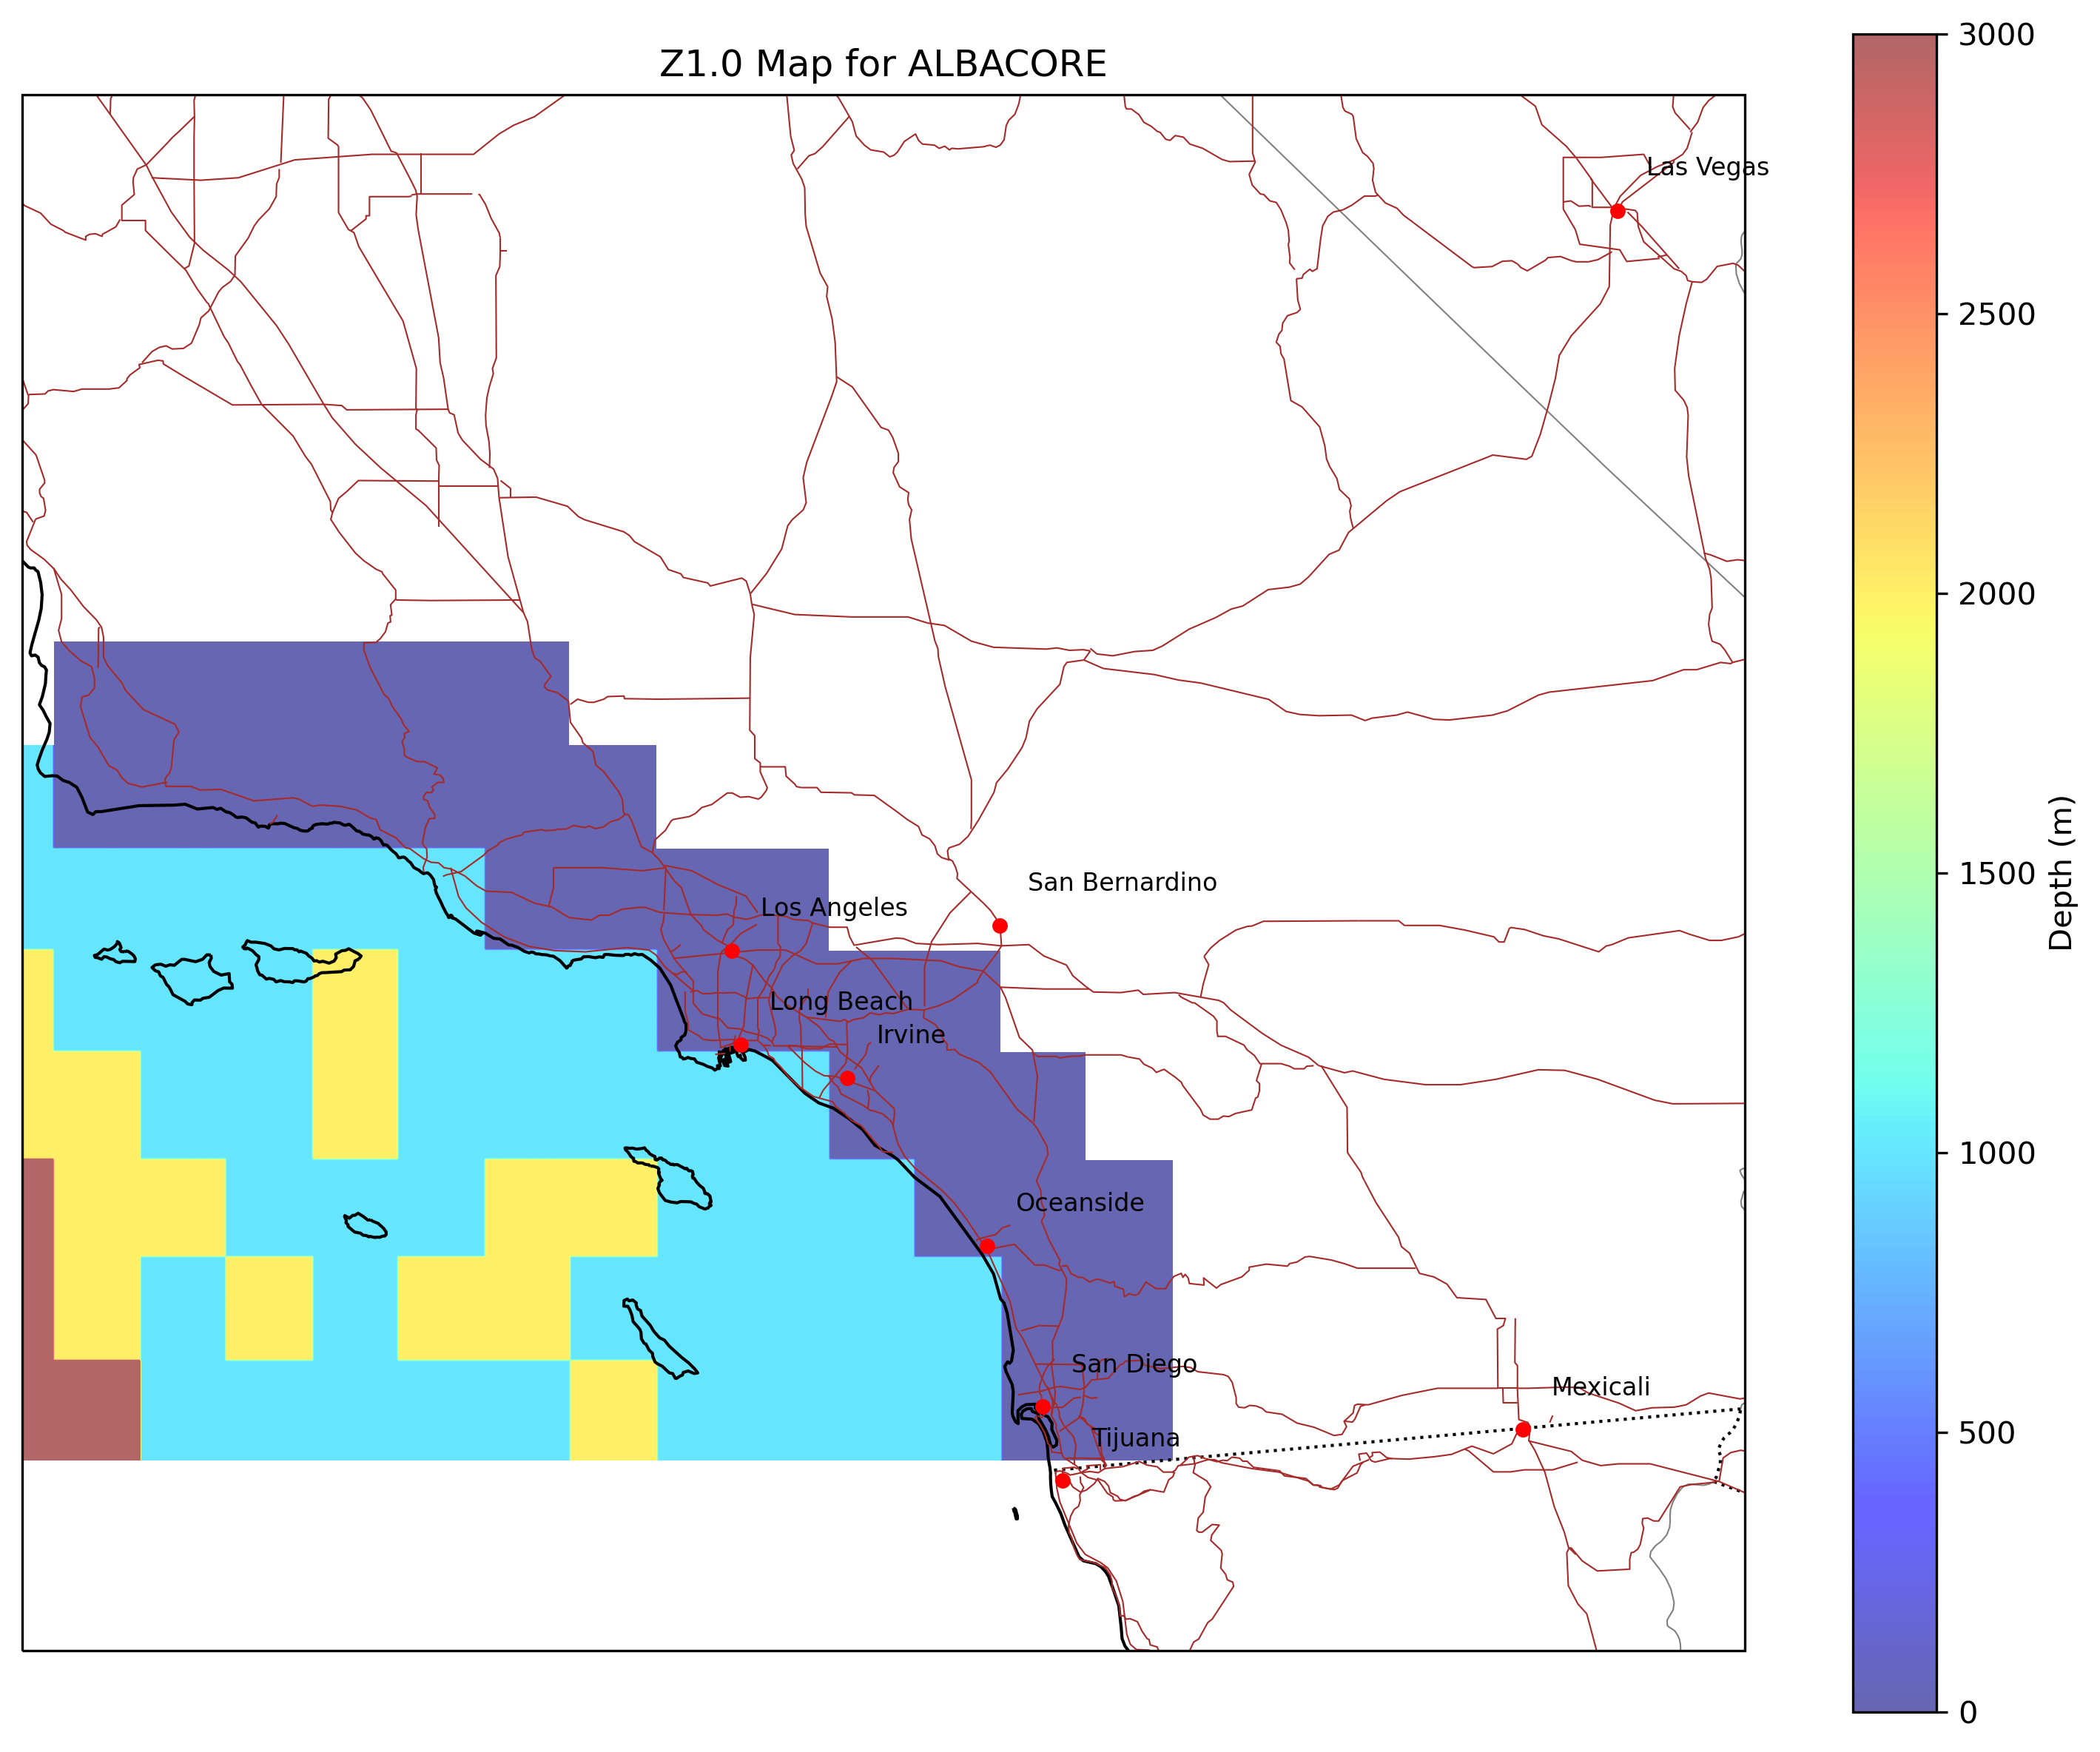 Z1.0 Map for ALBACORE
Las Vegas
San Bernardino
Los Angeles
Long Beach
Irvine
Oceanside
San Diego
Mexicali
Tijuana
3000
2500
2000
1500
1000
500
0
Depth (m)